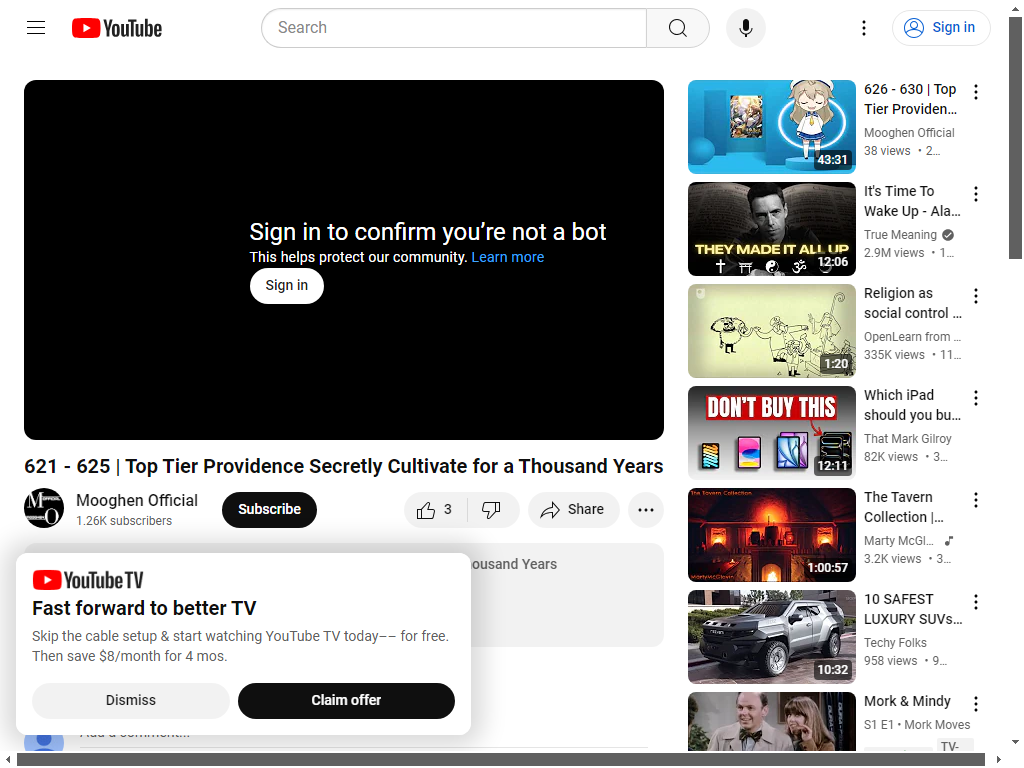 YouTube
Search
Sign in
Sign in to confirm you’re not a bot
This helps protect our community. Learn more
Sign in
621 - 625 | Top Tier Providence Secretly Cultivate for a Thousand Years
Mooghen Official
1.26K subscribers
Subscribe
3
Share
ousand Years
YouTube TV
Fast forward to better TV
Skip the cable setup & start watching YouTube TV today–– for free.
Then save $8/month for 4 mos.
Dismiss
Claim offer
Add a comment...
43:31
626 - 630 | Top
Tier Providen...
Mooghen Official
38 views • 2...
THEY MADE IT ALL UP
12:06
It's Time To
Wake Up - Ala...
True Meaning
2.9M views • 1...
1:20
Religion as
social control ...
OpenLearn from ...
335K views • 11...
DON'T BUY THIS
12:11
Which iPad
should you bu...
That Mark Gilroy
82K views • 3...
The Tavern Collection
MartyMcGlavin
1:00:57
The Tavern
Collection |...
Marty McGl...
3.2K views • 3...
10:32
10 SAFEST
LUXURY SUVs...
Techy Folks
958 views • 9...
Mork & Mindy
S1 E1 • Mork Moves
TV-